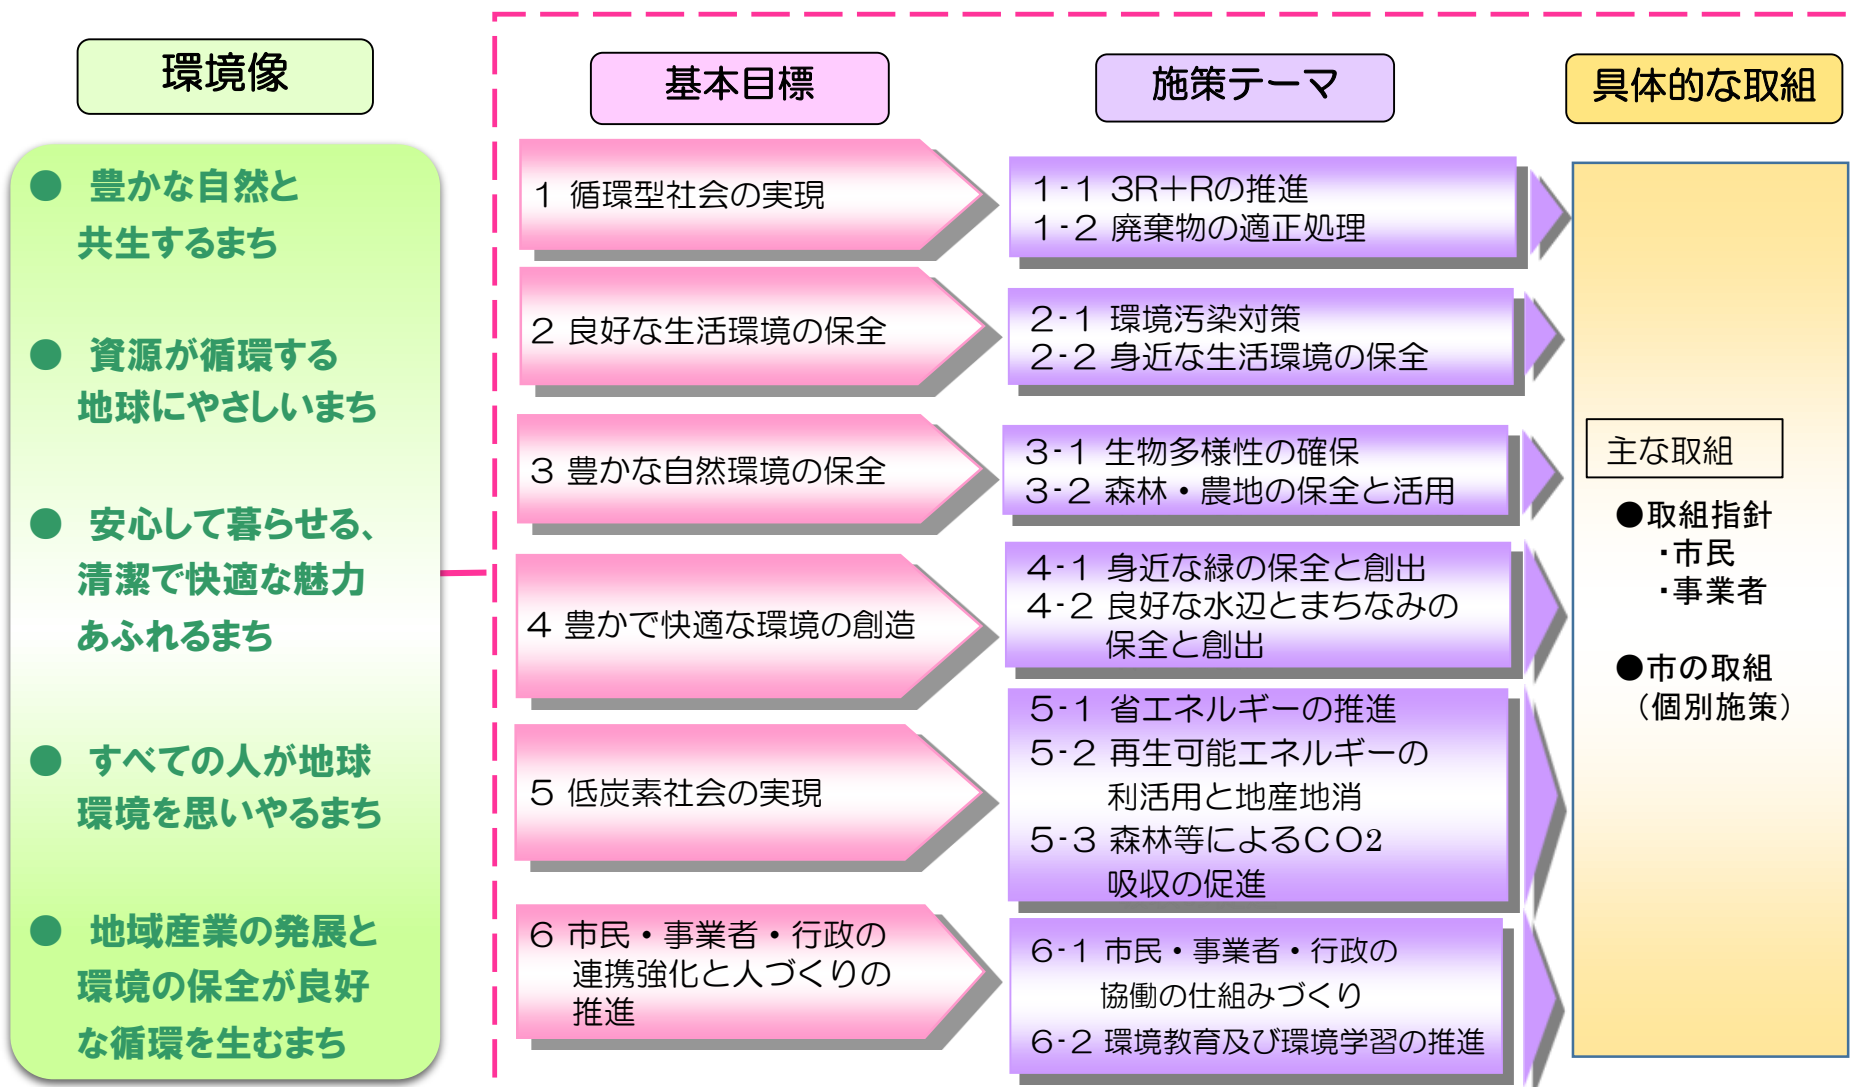 環境像
● 豊かな自然と
共生するまち
● 資源が循環する
地球にやさしいまち
● 安心して暮らせる、
清潔で快適な魅力
あふれるまち
● すべての人が地球
環境を思いやるまち
● 地域産業の発展と
環境の保全が良好
な循環を生むまち
基本目標
1 循環型社会の実現
2 良好な生活環境の保全
3 豊かな自然環境の保全
4 豊かで快適な環境の創造
5 低炭素社会の実現
6 市民・事業者・行政の
連携強化と人づくりの
推進
施策テーマ
1-1 3R+Rの推進
1-2 廃棄物の適正処理
2-1 環境汚染対策
2-2 身近な生活環境の保全
3-1 生物多様性の確保
3-2 森林・農地の保全と活用
4-1 身近な緑の保全と創出
4-2 良好な水辺とまちなみの
保全と創出
5-1 省エネルギーの推進
5-2 再生可能エネルギーの
利活用と地産地消
5-3 森林等によるCO2
吸収の促進
6-1 市民・事業者・行政の
協働の仕組みづくり
6-2 環境教育及び環境学習の推進
具体的な取組
主な取組
●取組指針
・市民
・事業者
●市の取組
（個別施策）